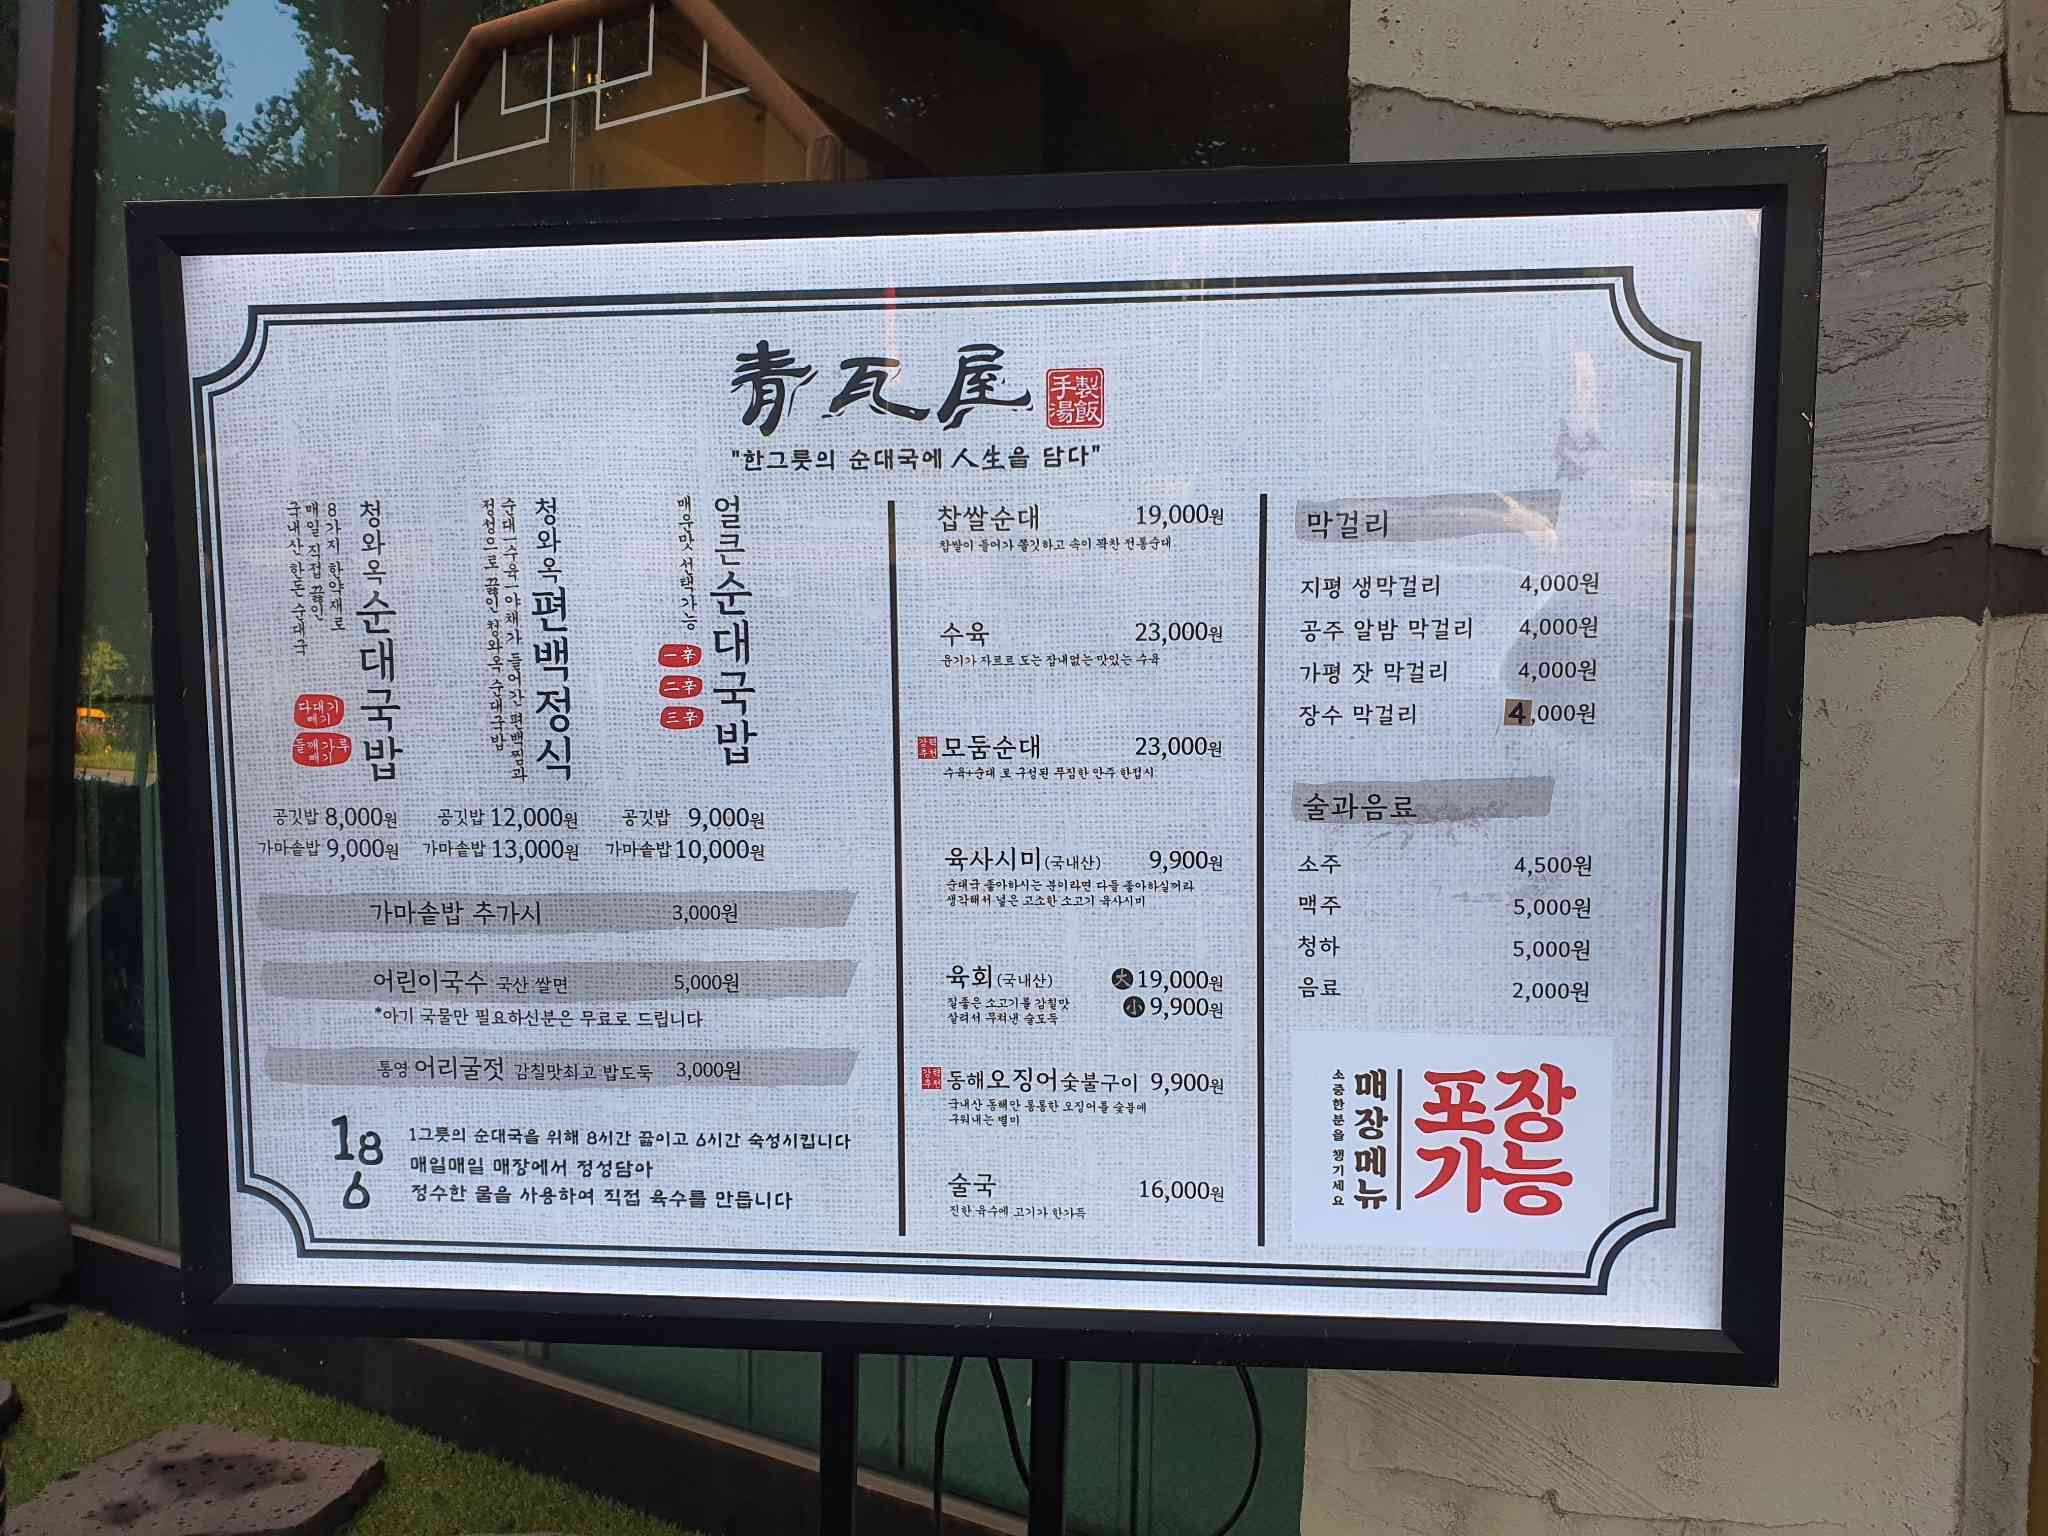 青瓦屋 手製湯飯
"한그릇의 순대국에 人生을 담다"
청와옥 순대국밥
8가지 한약재로
매일 직접 끓인
국내산 한돈 순대국
다대기 빼기
들깨가루 빼기
공깃밥 8,000원
가마솥밥 9,000원
청와옥 편백정식
순대-수육-야채가 들어간 편백찜과
정성으로 끓인 청와옥 순대국밥
공깃밥 12,000원
가마솥밥 13,000원
얼큰순대국밥
매운맛 선택가능
一辛
二辛
三辛
공깃밥 9,000원
가마솥밥 10,000원
가마솥밥 추가시 3,000원
어린이국수 국산 쌀면 5,000원
*아기 국물만 필요하신분은 무료로 드립니다
통영 어리굴젓 감칠맛최고 밥도둑 3,000원
186
1그릇의 순대국을 위해 8시간 끓이고 6시간 숙성시킵니다
매일매일 매장에서 정성담아
정수한 물을 사용하여 직접 육수를 만듭니다
찹쌀순대 19,000원
찹쌀이 들어가 쫄깃하고 속이 꽉찬 전통순대
수육 23,000원
윤기가 자르르 도는 잡내없는 맛있는 수육
강력추천 모둠순대 23,000원
수육+순대 로 구성된 푸짐한 안주 한접시
육사시미(국내산) 9,900원
순대국 좋아하시는 분이라면 다들 좋아하실꺼라
생각해서 넣은 고소한 소고기 육사시미
육회(국내산) 大 19,000원
小 9,900원
질좋은 소고기를 감칠맛
살려서 무쳐낸 술도둑
강력추천 동해오징어숯불구이 9,900원
국내산 동해안 통통한 오징어를 숯불에
구워내는 별미
술국 16,000원
진한 육수에 고기가 한가득
막걸리
지평 생막걸리 4,000원
공주 알밤 막걸리 4,000원
가평 잣 막걸리 4,000원
장수 막걸리 4,000원
술과음료
소주 4,500원
맥주 5,000원
청하 5,000원
음료 2,000원
소중한분을 챙기세요
매장메뉴
포장
가능